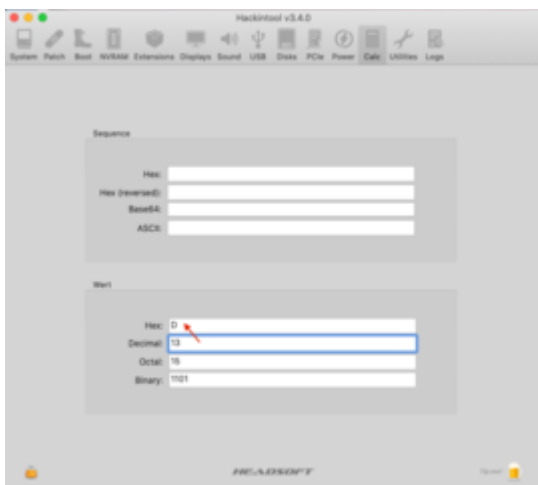 Hackintool v3.4.0
System Patch Boot NVRAM Extensions Displays Sound USB Disks PCIe Power Calc Utilities Logs
Sequence
Hex:
Hex (reversed):
Base64:
ASCII:
Wert
Hex: D
Decimal: 13
Octal: 15
Binary: 1101
HEADSOFT